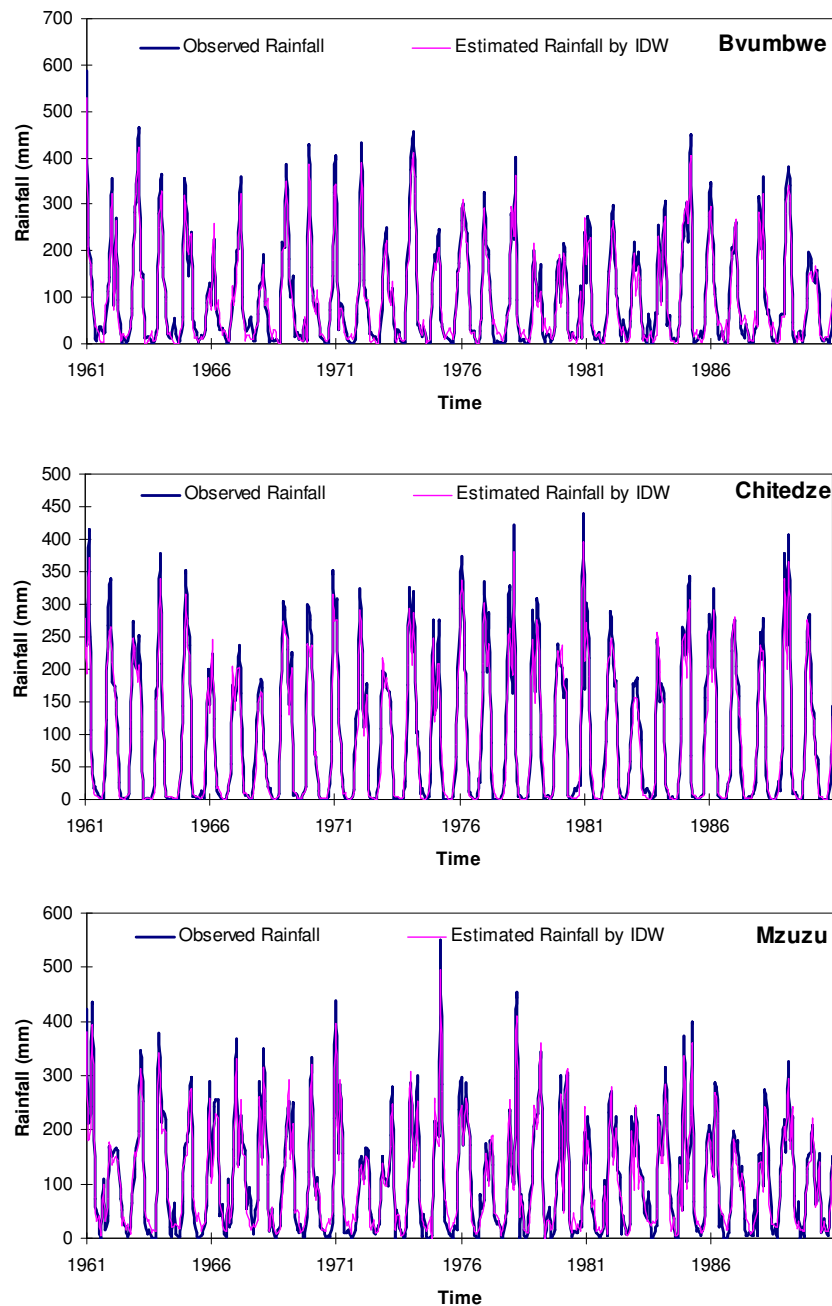 700
Observed Rainfall Estimated Rainfall by IDW Bvumbwe
600
500
400
300
200
100
0
Rainfall (mm)
1961 1966 1971 1976 1981 1986
Time
500
Observed Rainfall Estimated Rainfall by IDW Chitedze
450
400
350
300
250
200
150
100
50
0
Rainfall (mm)
1961 1966 1971 1976 1981 1986
Time
600
Observed Rainfall Estimated Rainfall by IDW Mzuzu
500
400
300
200
100
0
Rainfall (mm)
1961 1966 1971 1976 1981 1986
Time